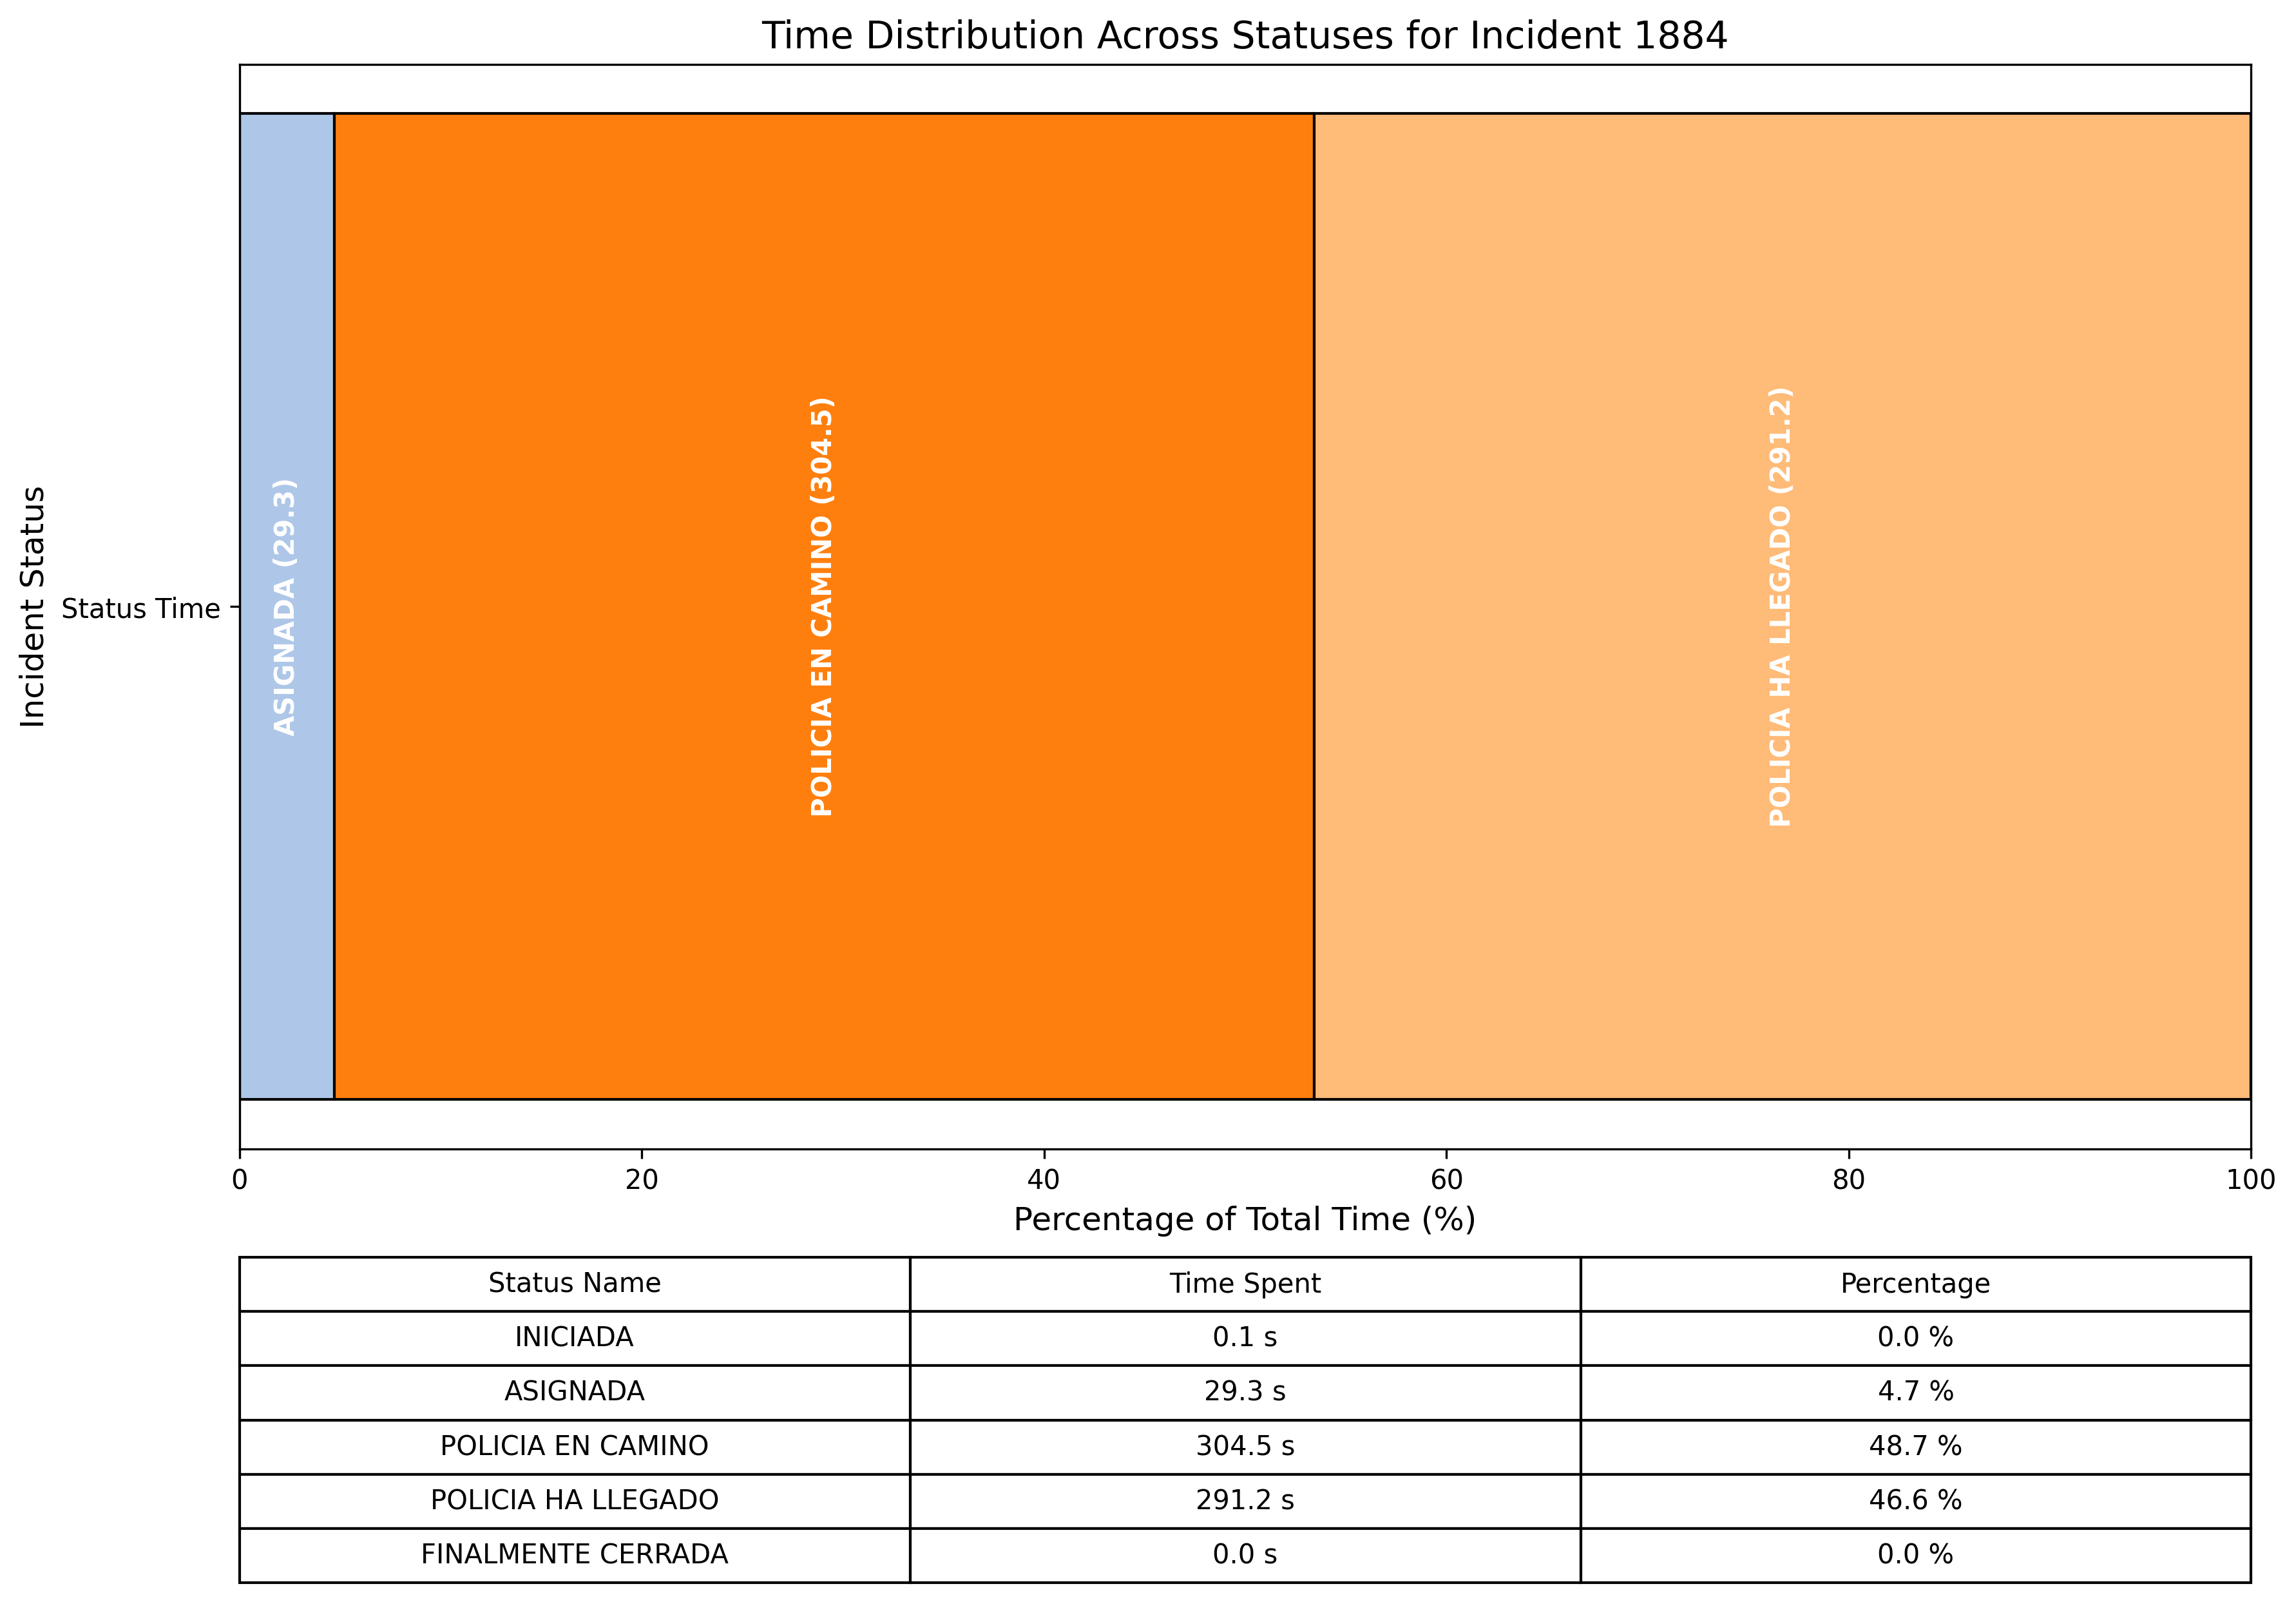 Time Distribution Across Statuses for Incident 1884
Incident Status
Status Time
ASIGNADA (29.3)
POLICIA EN CAMINO (304.5)
POLICIA HA LLEGADO (291.2)
0 20 40 60 80 100
Percentage of Total Time (%)
Status Name Time Spent Percentage
INICIADA 0.1 s 0.0 %
ASIGNADA 29.3 s 4.7 %
POLICIA EN CAMINO 304.5 s 48.7 %
POLICIA HA LLEGADO 291.2 s 46.6 %
FINALMENTE CERRADA 0.0 s 0.0 %